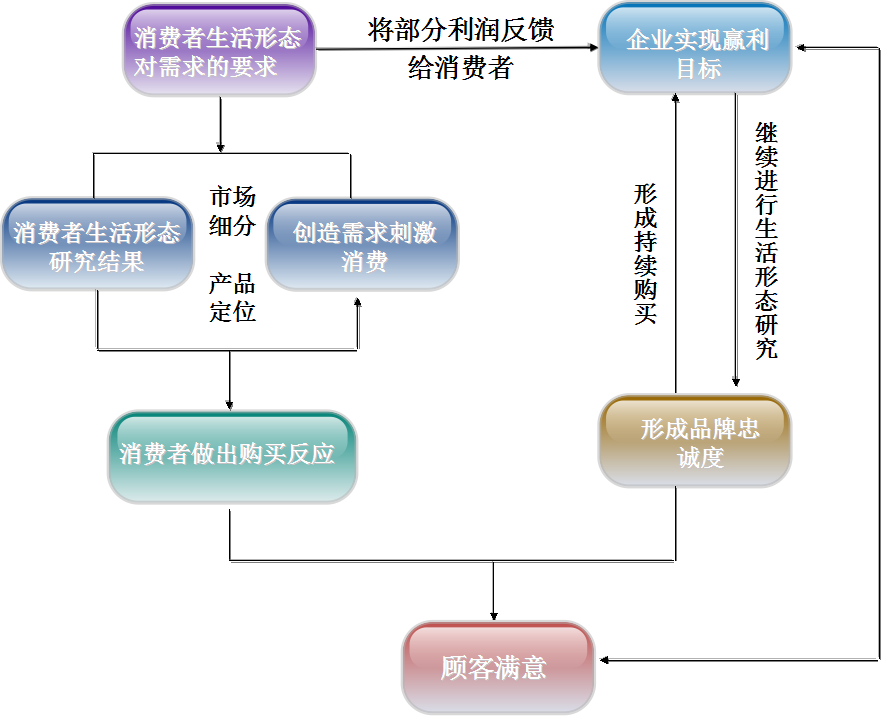 消费者生活形态
对需求的要求
将部分利润反馈
给消费者
企业实现赢利
目标
消费者生活形态
研究结果
市场
细分
产品
定位
创造需求刺激
消费
形成持续购买
继续进行生活形态研究
消费者做出购买反应
形成品牌忠
诚度
顾客满意